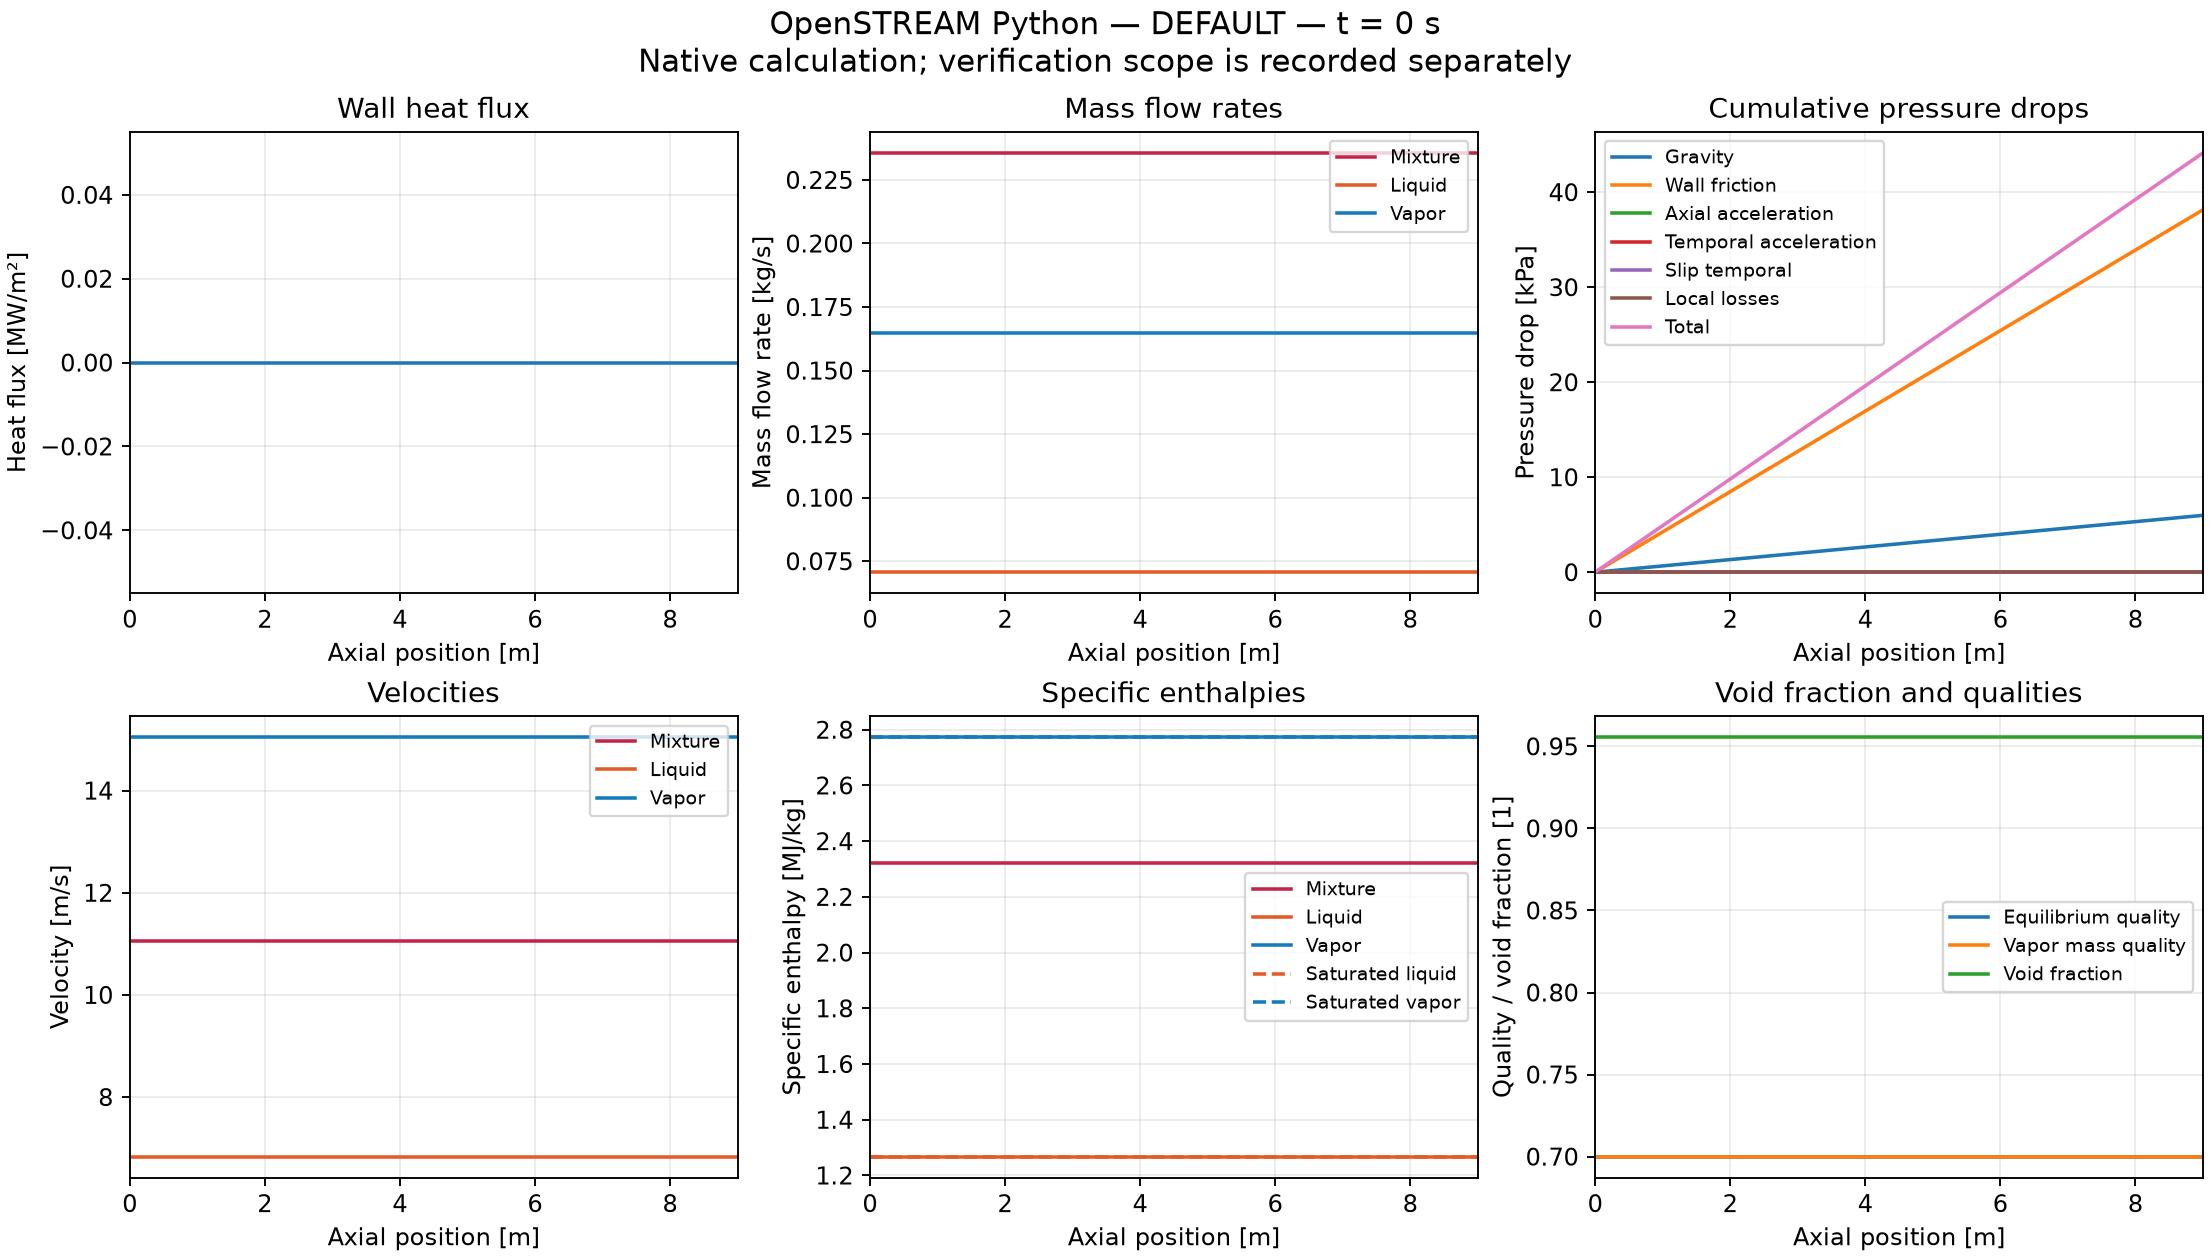 OpenSTREAM Python — DEFAULT — t = 0 s
Native calculation; verification scope is recorded separately
Wall heat flux
Heat flux [MW/m²]
0.04
0.02
0.00
−0.02
−0.04
0 2 4 6 8
Axial position [m]
Mass flow rates
Mass flow rate [kg/s]
0.225
0.200
0.175
0.150
0.125
0.100
0.075
Mixture
Liquid
Vapor
0 2 4 6 8
Axial position [m]
Cumulative pressure drops
Pressure drop [kPa]
40
30
20
10
0
Gravity
Wall friction
Axial acceleration
Temporal acceleration
Slip temporal
Local losses
Total
0 2 4 6 8
Axial position [m]
Velocities
Velocity [m/s]
14
12
10
8
Mixture
Liquid
Vapor
0 2 4 6 8
Axial position [m]
Specific enthalpies
Specific enthalpy [MJ/kg]
2.8
2.6
2.4
2.2
2.0
1.8
1.6
1.4
1.2
Mixture
Liquid
Vapor
Saturated liquid
Saturated vapor
0 2 4 6 8
Axial position [m]
Void fraction and qualities
Quality / void fraction [1]
0.95
0.90
0.85
0.80
0.75
0.70
Equilibrium quality
Vapor mass quality
Void fraction
0 2 4 6 8
Axial position [m]